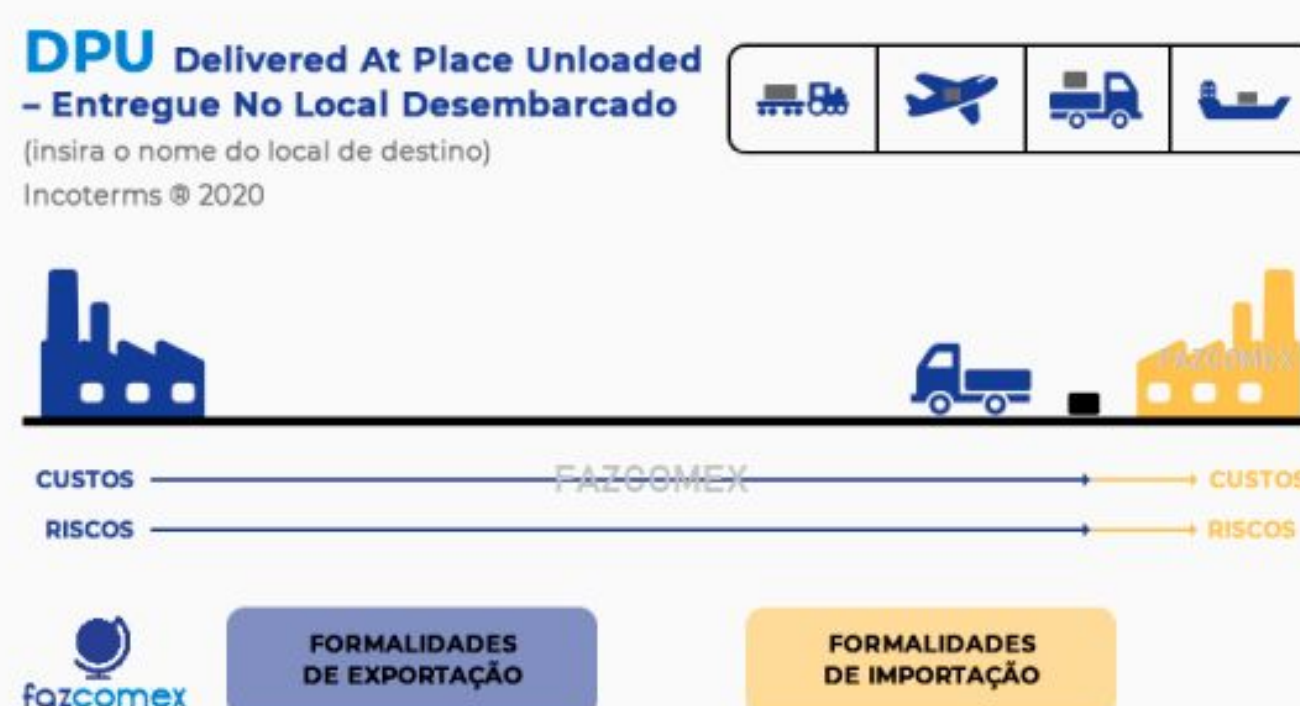 DPU Delivered At Place Unloaded
– Entregue No Local Desembarcado
(insira o nome do local de destino)
Incoterms ® 2020
FAZCOMEX
CUSTOS FAZCOMEX CUSTOS
RISCOS RISCOS
FORMALIDADES
DE EXPORTAÇÃO
FORMALIDADES
DE IMPORTAÇÃO
fazcomex